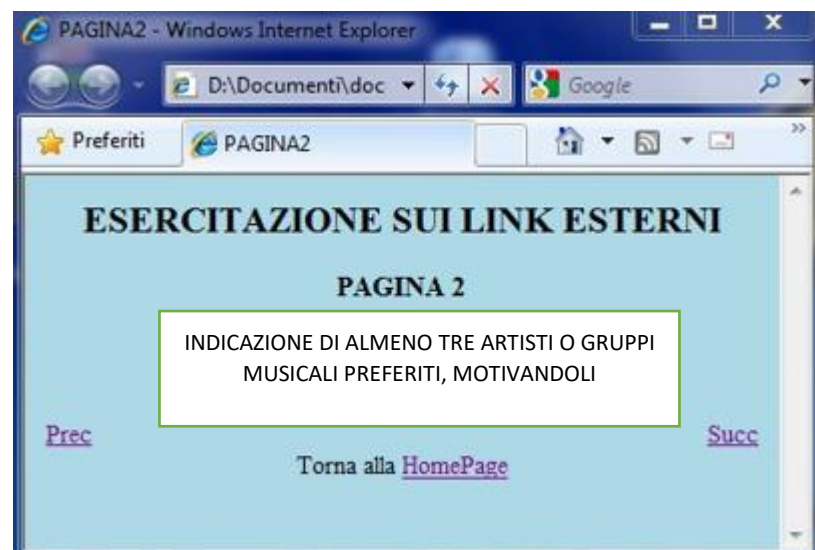 PAGINA2 - Windows Internet Explorer
D:\Documenti\doc
Google
Preferiti
PAGINA2
ESERCITAZIONE SUI LINK ESTERNI
PAGINA 2
INDICAZIONE DI ALMENO TRE ARTISTI O GRUPPI
MUSICALI PREFERITI, MOTIVANDOLI
Prec
Succ
Torna alla HomePage